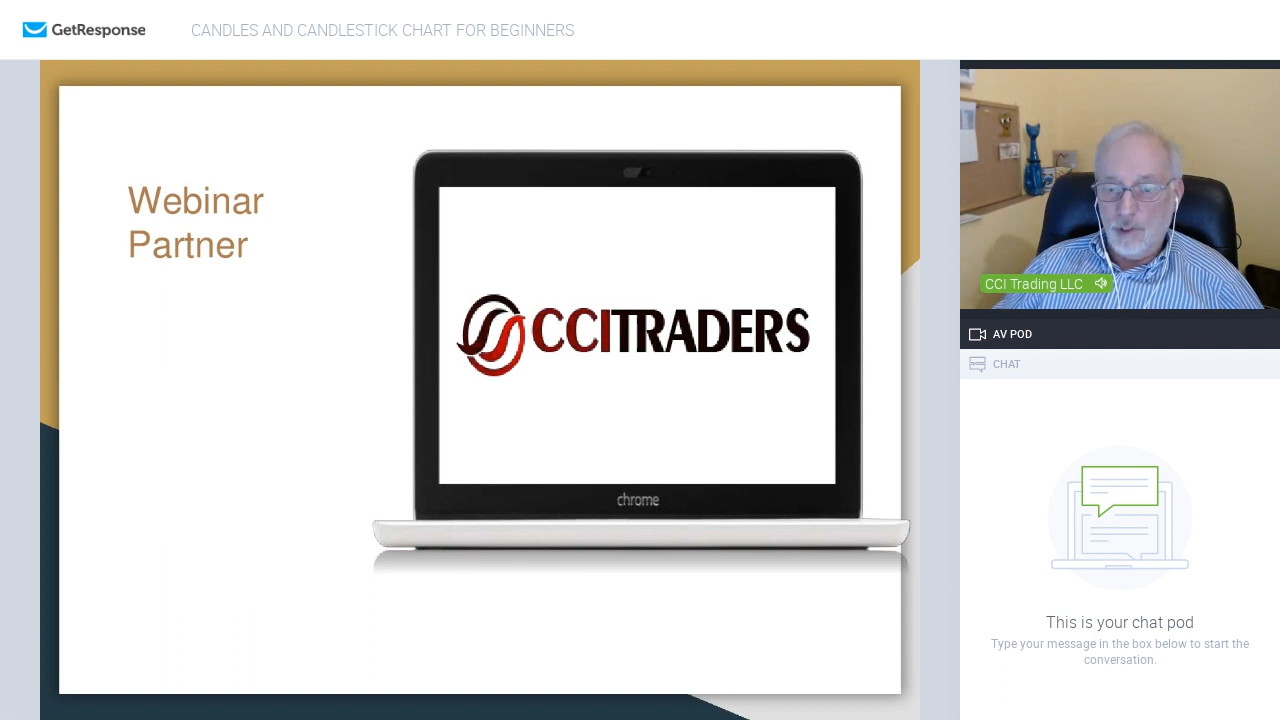 GetResponse
CANDLES AND CANDLESTICK CHART FOR BEGINNERS
Webinar
Partner
CCITRADERS
chrome
CCI Trading LLC
AV POD
CHAT
This is your chat pod
Type your message in the box below to start the
conversation.